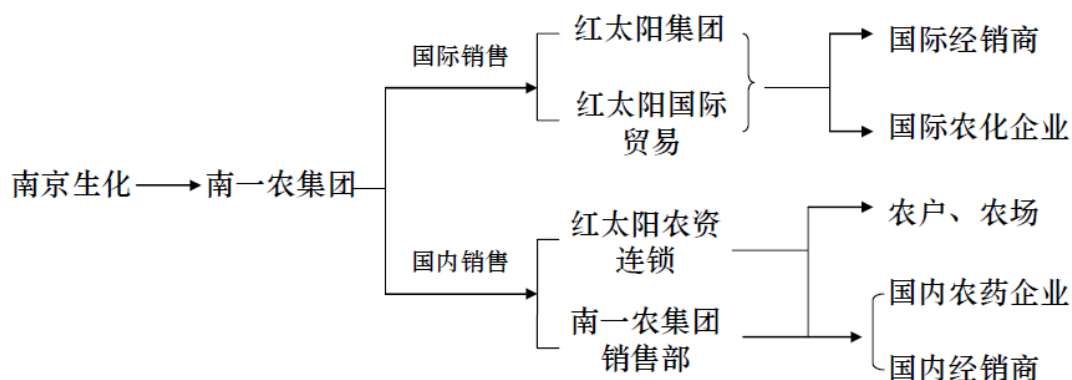 南京生化
南一农集团
国际销售
红太阳集团
红太阳国际
贸易
国际经销商
国际农化企业
国内销售
红太阳农资
连锁
南一农集团
销售部
农户、农场
国内农药企业
国内经销商